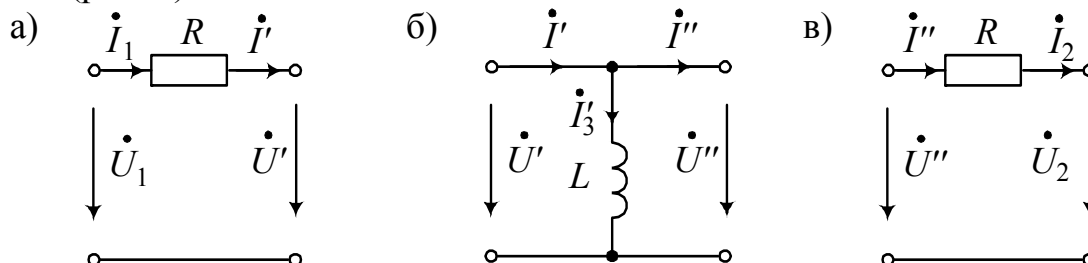 а) İ₁ R İ′ б) İ′ İ″ в) İ″ R İ₂
İ′₃
U̇₁ U̇′ U̇′ L U̇″ U̇″ U̇₂